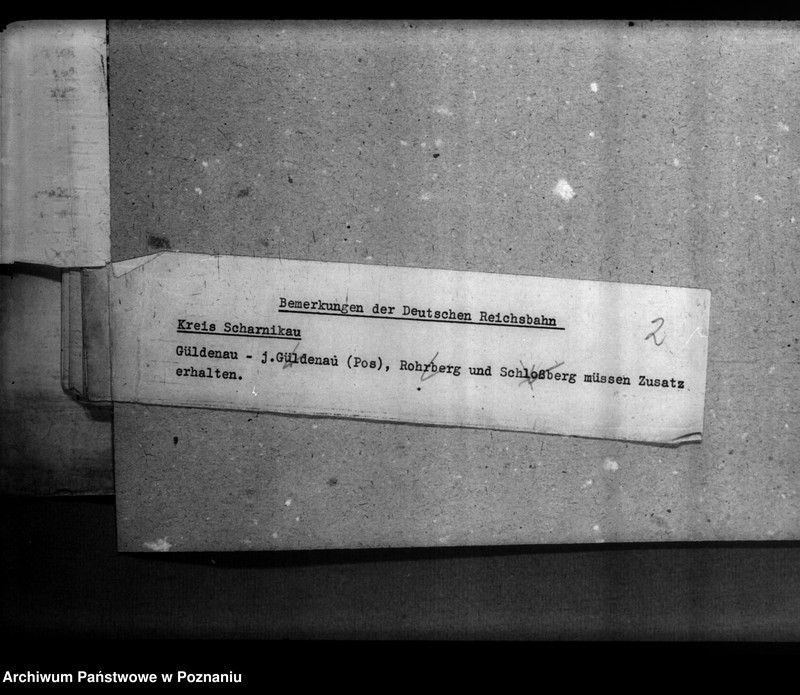 Bemerkungen der Deutschen Reichsbahn
2
Kreis Scharnikau
Güldenau - j.Güldenau (Pos), Rohrberg und Schloßberg müssen Zusatz
erhalten.
Archiwum Państwowe w Poznaniu